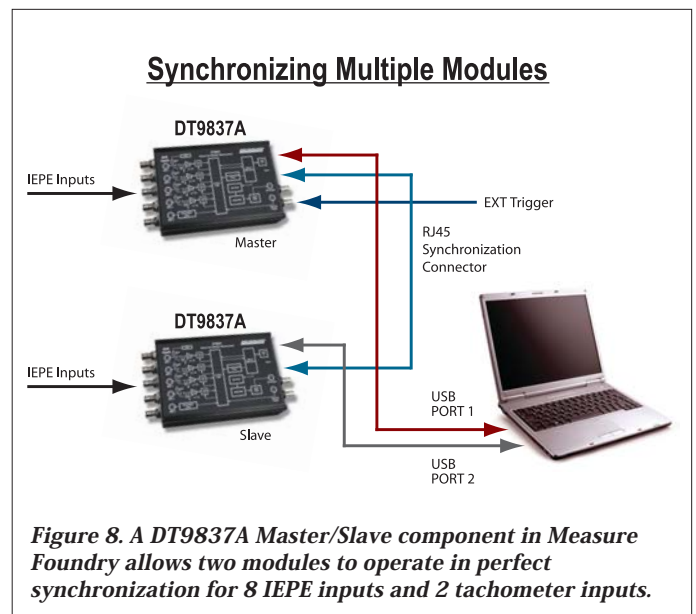 Synchronizing Multiple Modules
DT9837A
IEPE Inputs
EXT Trigger
Master
RJ45
Synchronization
Connector
DT9837A
IEPE Inputs
Slave
USB
PORT 1
USB
PORT 2
Figure 8. A DT9837A Master/Slave component in Measure
Foundry allows two modules to operate in perfect
synchronization for 8 IEPE inputs and 2 tachometer inputs.